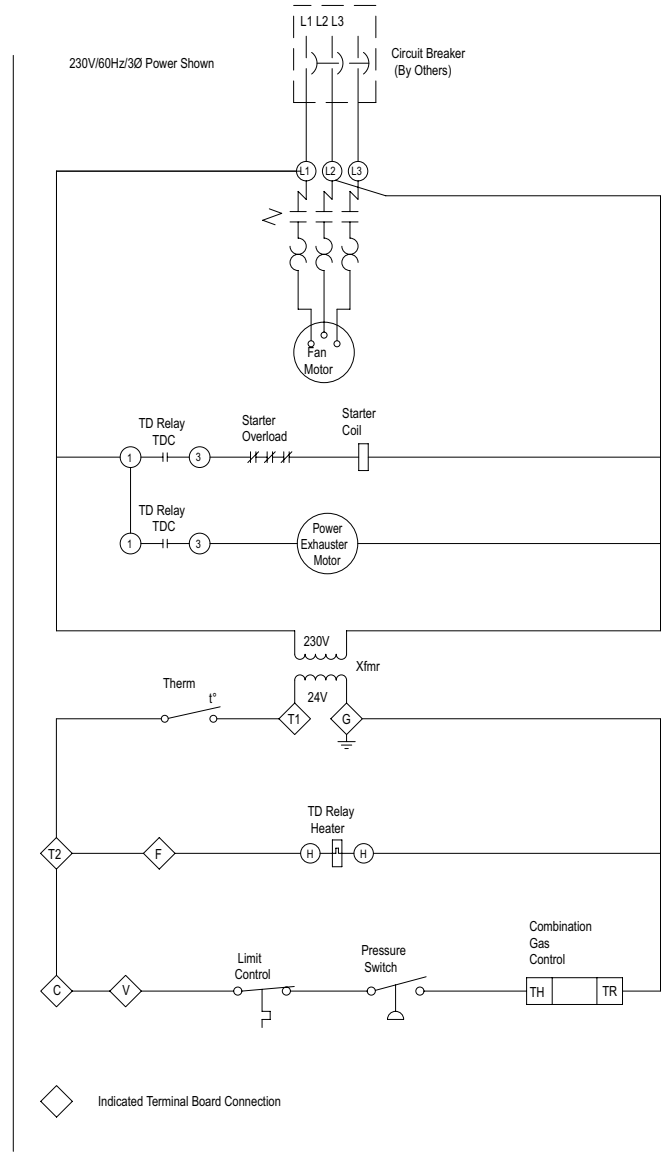 L1 L2 L3
230V/60Hz/3Ø Power Shown
Circuit Breaker
(By Others)
L1
L2
L3
Fan
Motor
TD Relay
TDC
Starter
Overload
Starter
Coil
1
3
TD Relay
TDC
1
3
Power
Exhauster
Motor
230V
Xfmr
24V
Therm
t°
T1
G
TD Relay
Heater
T2
F
H
H
Combination
Gas
Control
Limit
Control
Pressure
Switch
C
V
TH
TR
Indicated Terminal Board Connection